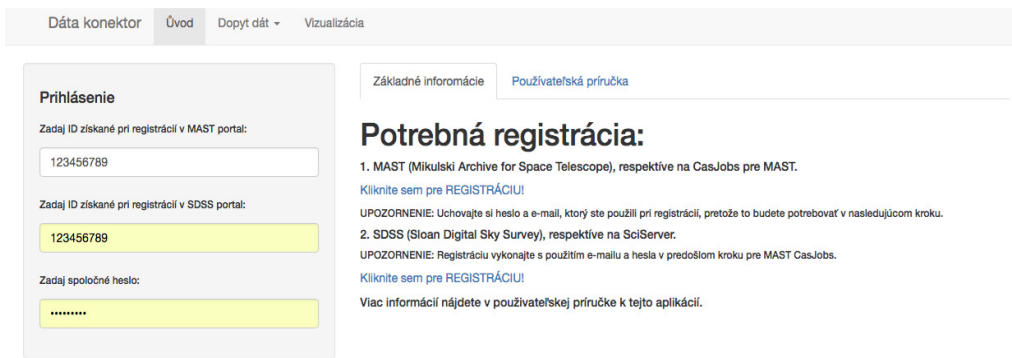 Dáta konektor Úvod Dopyt dát Vizualizácia
Prihlásenie
Zadaj ID získané pri registrácií v MAST portal:
123456789
Zadaj ID získané pri registrácií v SDSS portal:
123456789
Zadaj spoločné heslo:
•••••••••
Základné inforomácie Používateľská príručka
Potrebná registrácia:
1. MAST (Mikulski Archive for Space Telescope), respektíve na CasJobs pre MAST.
Kliknite sem pre REGISTRÁCIU!
UPOZORNENIE: Uchovajte si heslo a e-mail, ktorý ste použili pri registrácií, pretože to budete potrebovať v nasledujúcom kroku.
2. SDSS (Sloan Digital Sky Survey), respektíve na SciServer.
UPOZORNENIE: Registráciu vykonajte s použitím e-mailu a hesla v predošlom kroku pre MAST CasJobs.
Kliknite sem pre REGISTRÁCIU!
Viac informácií nájdete v použivateľskej príručke k tejto aplikácií.